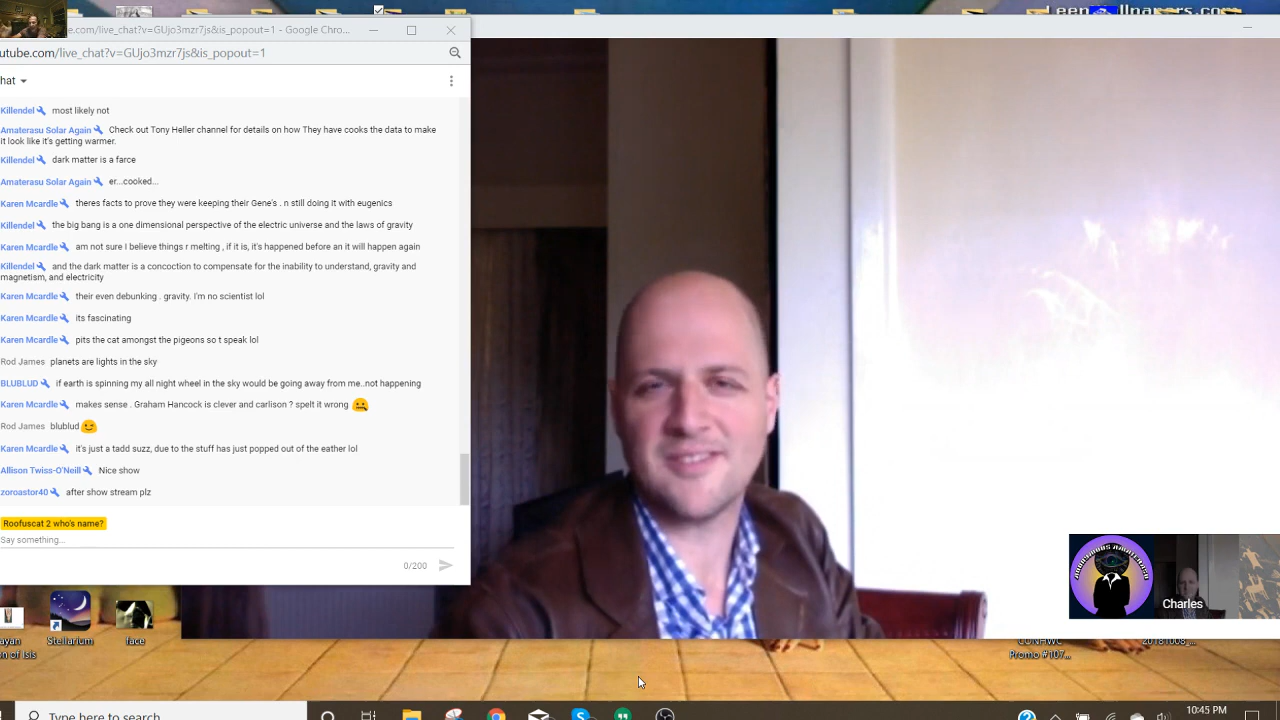 utube.com/live_chat?v=GUjo3mzr7js&is_popout=1 - Google Chro...
utube.com/live_chat?v=GUjo3mzr7js&is_popout=1
hat
Killendel most likely not
Amaterasu Solar Again Check out Tony Heller channel for details on how They have cooks the data to make
it look like it's getting warmer.
Killendel dark matter is a farce
Amaterasu Solar Again er...cooked...
Karen Mcardle theres facts to prove they were keeping their Gene's . n still doing it with eugenics
Killendel the big bang is a one dimensional perspective of the electric universe and the laws of gravity
Karen Mcardle am not sure I believe things r melting , if it is, it's happened before an it will happen again
Killendel and the dark matter is a concoction to compensate for the inability to understand, gravity and
magnetism, and electricity
Karen Mcardle their even debunking . gravity. I'm no scientist lol
Karen Mcardle its fascinating
Karen Mcardle pits the cat amongst the pigeons so t speak lol
Rod James planets are lights in the sky
BLUBLUD if earth is spinning my all night wheel in the sky would be going away from me..not happening
Karen Mcardle makes sense . Graham Hancock is clever and carlison ? spelt it wrong 🤐
Rod James blublud😉
Karen Mcardle it's just a tadd suzz, due to the stuff has just popped out of the eather lol
Allison Twiss-O'Neill Nice show
zoroastor40 after show stream plz
Roofuscat 2 who's name?
Say something...
0/200
Charles
ayan
on of Isis
Stellarium
face
Promo #107...
Type here to search
10:45 PM